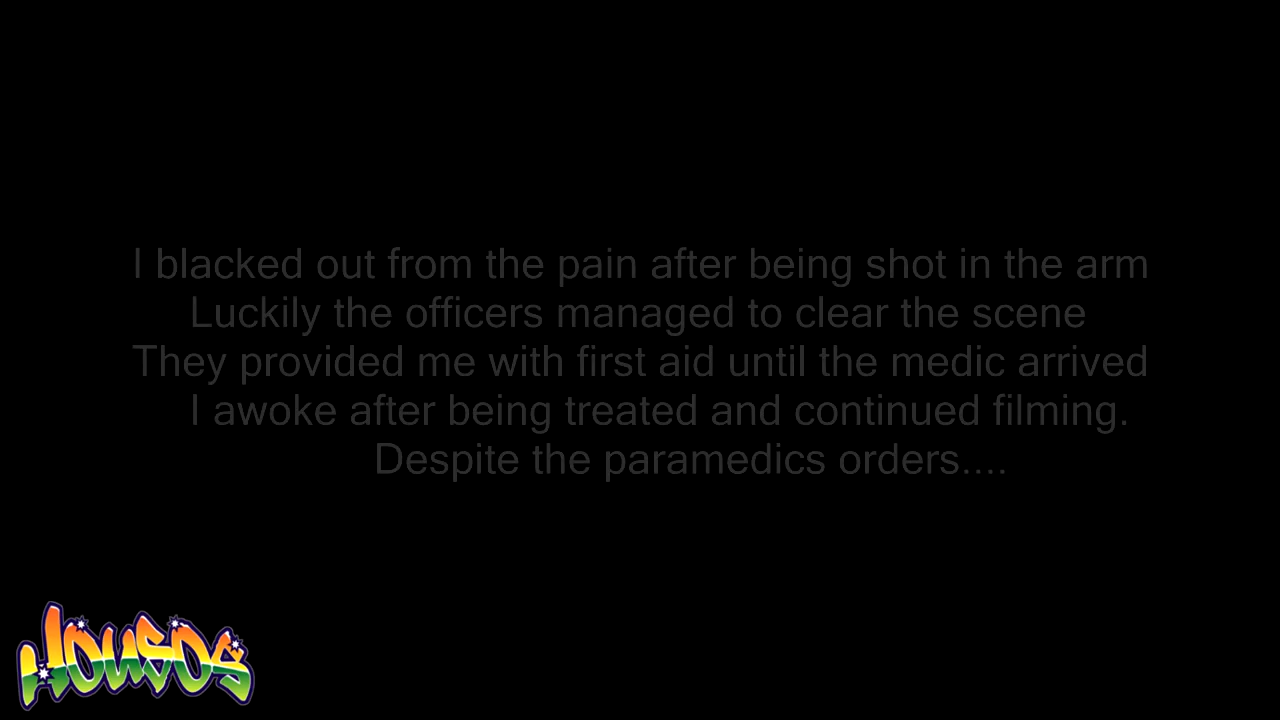 I blacked out from the pain after being shot in the arm
Luckily the officers managed to clear the scene
They provided me with first aid until the medic arrived
I awoke after being treated and continued filming.
Despite the paramedics orders....
HOUSOS